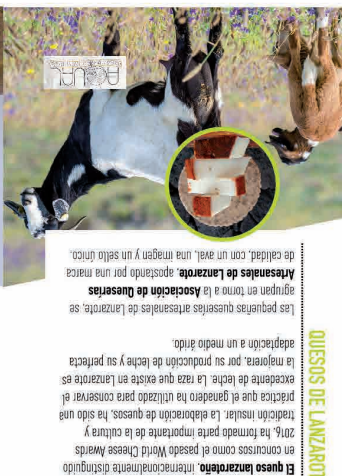 QUESOS DE LANZAROT
El queso lanzaroteño, internacionalmente distinguido
en concursos como el pasado World Cheese Awards
2016, ha formado parte importante de la cultura y
tradición insular. La elaboración de quesos, ha sido una
práctica que el ganadero ha utilizado para conservar el
excedente de leche. La raza que existe en Lanzarote es
la majorera, por su producción de leche y su perfecta
adaptación a un medio árido.
Las pequeñas queserías artesanales de Lanzarote, se
agrupan en torno a la Asociación de Queserías
Artesanales de Lanzarote, apostando por una marca
de calidad, con un aval, una imagen y un sello único.
AQUAL